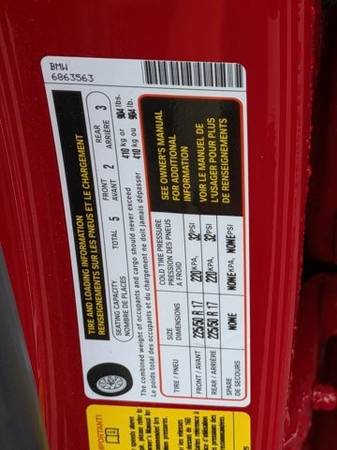 BMW
6863563
TIRE AND LOADING INFORMATION
RENSEIGNEMENTS SUR LES PNEUS ET LE CHARGEMENT
SEATING CAPACITY
NOMBRE DE PLACES
TOTAL 5
FRONT
AVANT 2
REAR
ARRIÈRE 3
The combined weight of occupants and cargo should never exceed 410 kg or 904 lbs.
Le poids total des occupants et du chargement ne doit jamais dépasser 410 kg ou 904 lb.
TIRE / PNEU
SIZE
DIMENSIONS
COLD TIRE PRESSURE
PRESSION DES PNEUS
À FROID
FRONT / AVANT 225/50 R 17 220 KPA, 32 PSI
REAR / ARRIÈRE 225/50 R 17 220 KPA, 32 PSI
SPARE
DE SECOURS NONE NONE KPA, NONE PSI
SEE OWNER'S MANUAL
FOR ADDITIONAL
INFORMATION
VOIR LE MANUEL DE
L'USAGER POUR PLUS
DE RENSEIGNEMENTS